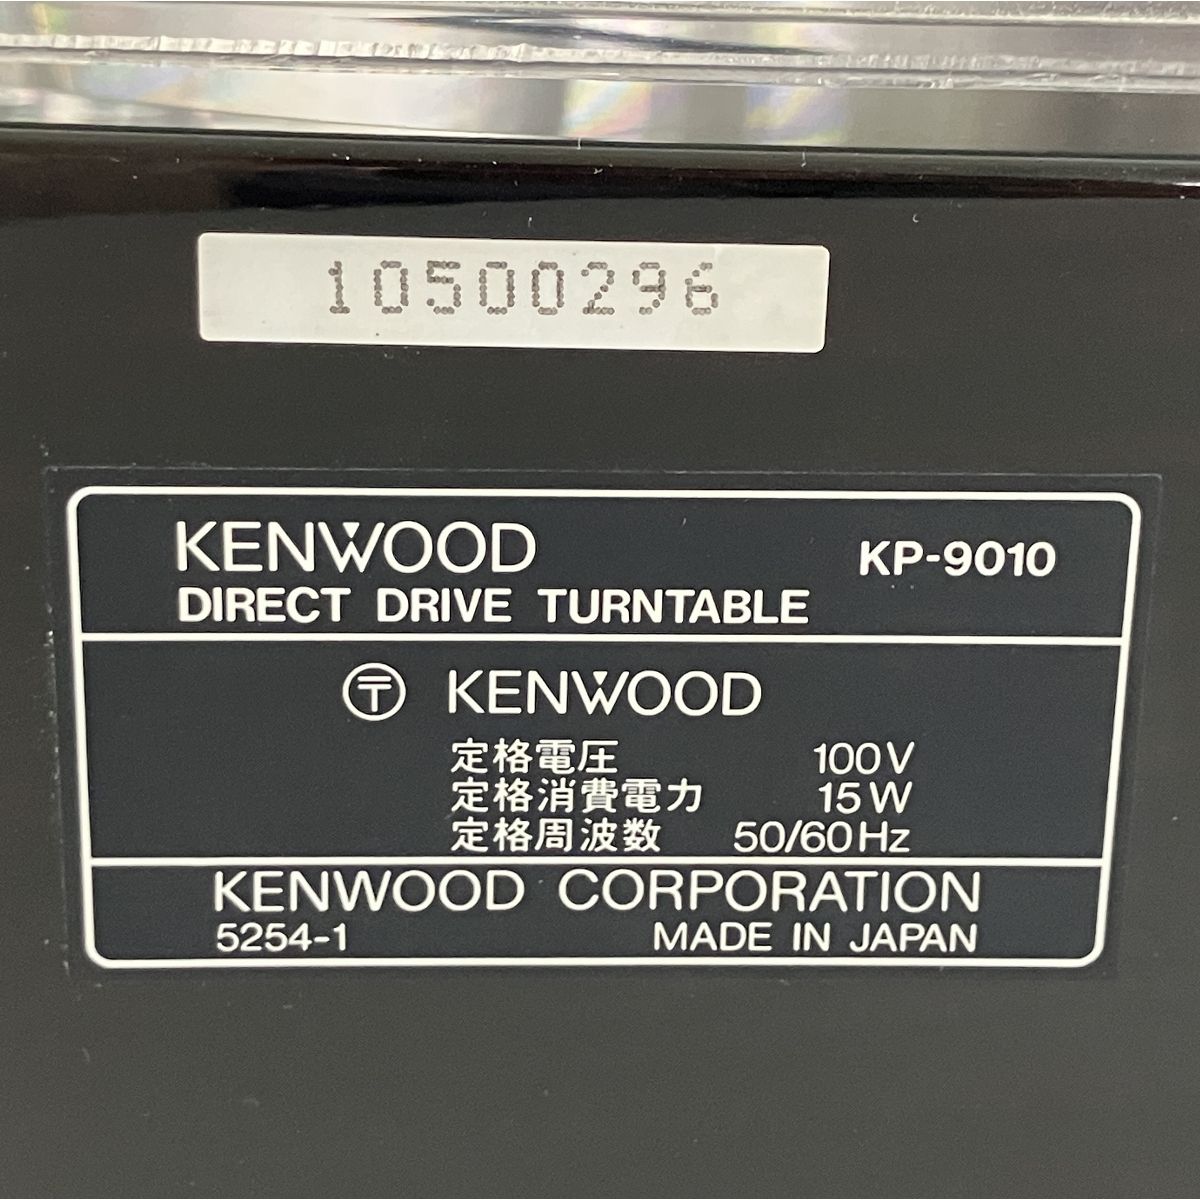 10500296
KENWOOD KP-9010
DIRECT DRIVE TURNTABLE
〒 KENWOOD
定格電圧 100V
定格消費電力 15W
定格周波数 50/60Hz
KENWOOD CORPORATION
5254-1 MADE IN JAPAN